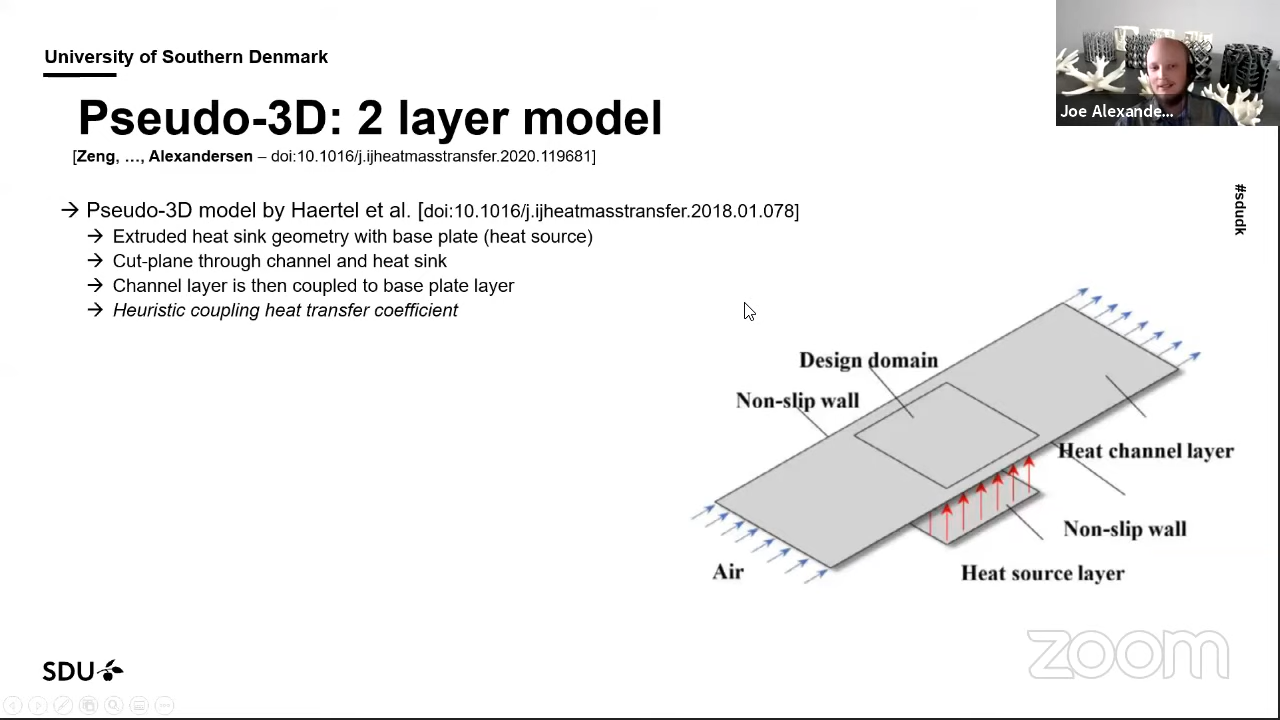 University of Southern Denmark
Pseudo-3D: 2 layer model
[Zeng, ..., Alexandersen – doi:10.1016/j.ijheatmasstransfer.2020.119681]
→ Pseudo-3D model by Haertel et al. [doi:10.1016/j.ijheatmasstransfer.2018.01.078]
→ Extruded heat sink geometry with base plate (heat source)
→ Cut-plane through channel and heat sink
→ Channel layer is then coupled to base plate layer
→ Heuristic coupling heat transfer coefficient
Joe Alexande...
#sdudk
Design domain
Non-slip wall
Heat channel layer
Non-slip wall
Air
Heat source layer
SDU
zoom